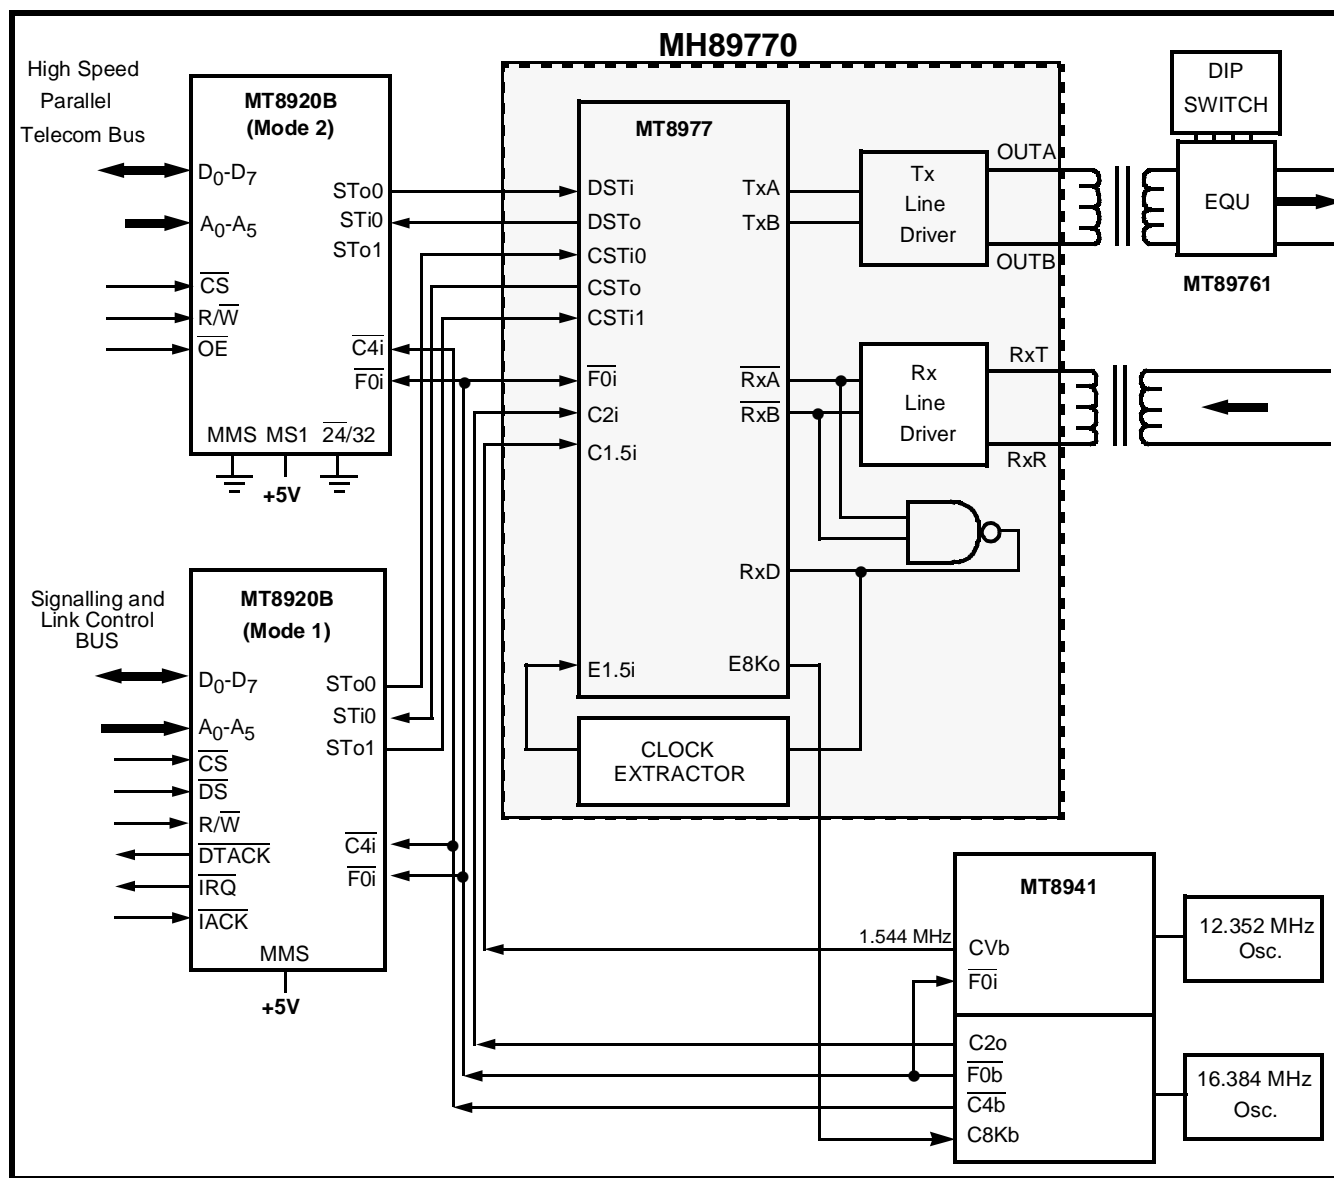 MH89770
High Speed
Parallel
Telecom Bus
MT8920B
(Mode 2)
D0-D7
A0-A5
CS
R/W
OE
STo0
STi0
STo1
C4i
F0i
MMS MS1 24/32
+5V
Signalling and
Link Control
BUS
MT8920B
(Mode 1)
D0-D7
A0-A5
CS
DS
R/W
DTACK
IRQ
IACK
STo0
STi0
STo1
C4i
F0i
MMS
+5V
MT8977
DSTi
DSTo
CSTi0
CSTo
CSTi1
F0i
C2i
C1.5i
E1.5i
TxA
TxB
RxA
RxB
RxD
E8Ko
Tx
Line
Driver
OUTA
OUTB
Rx
Line
Driver
RxT
RxR
CLOCK
EXTRACTOR
DIP
SWITCH
EQU
MT89761
MT8941
1.544 MHz
CVb
F0i
C2o
F0b
C4b
C8Kb
12.352 MHz
Osc.
16.384 MHz
Osc.